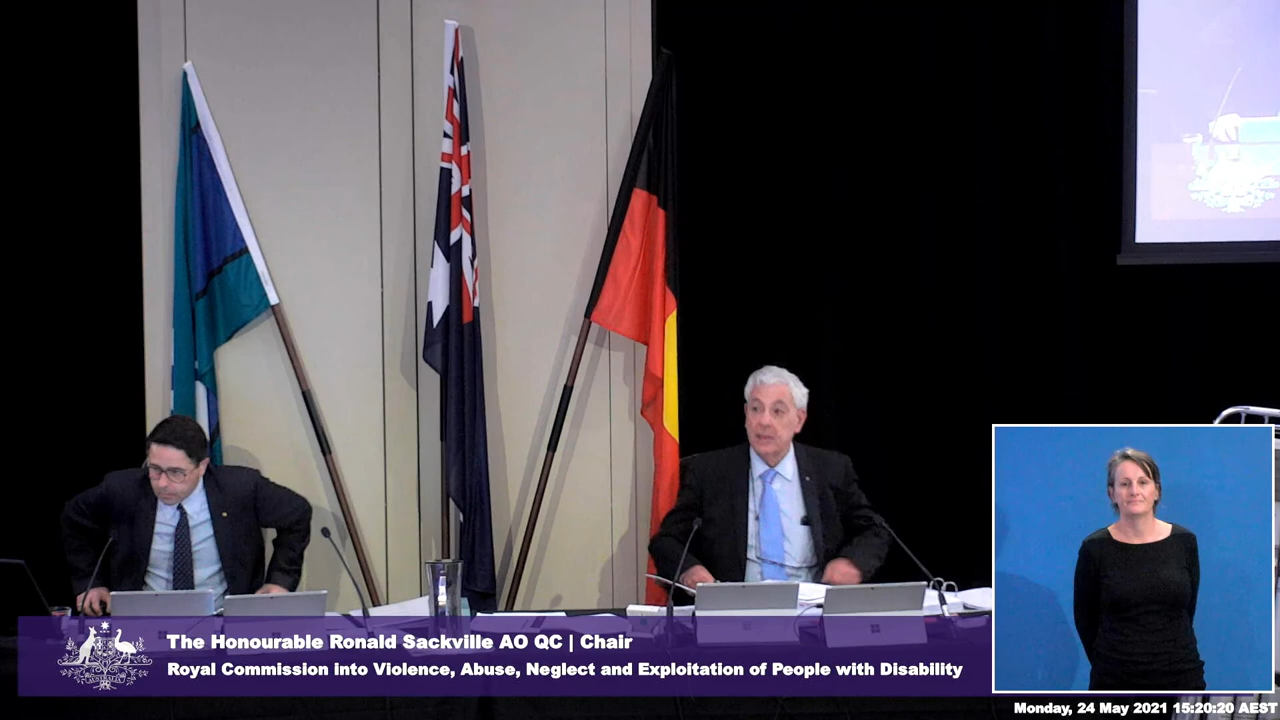 The Honourable Ronald Sackville AO QC | Chair
Royal Commission into Violence, Abuse, Neglect and Exploitation of People with Disability
AUSTRALIA
Monday, 24 May 2021 15:20:20 AEST